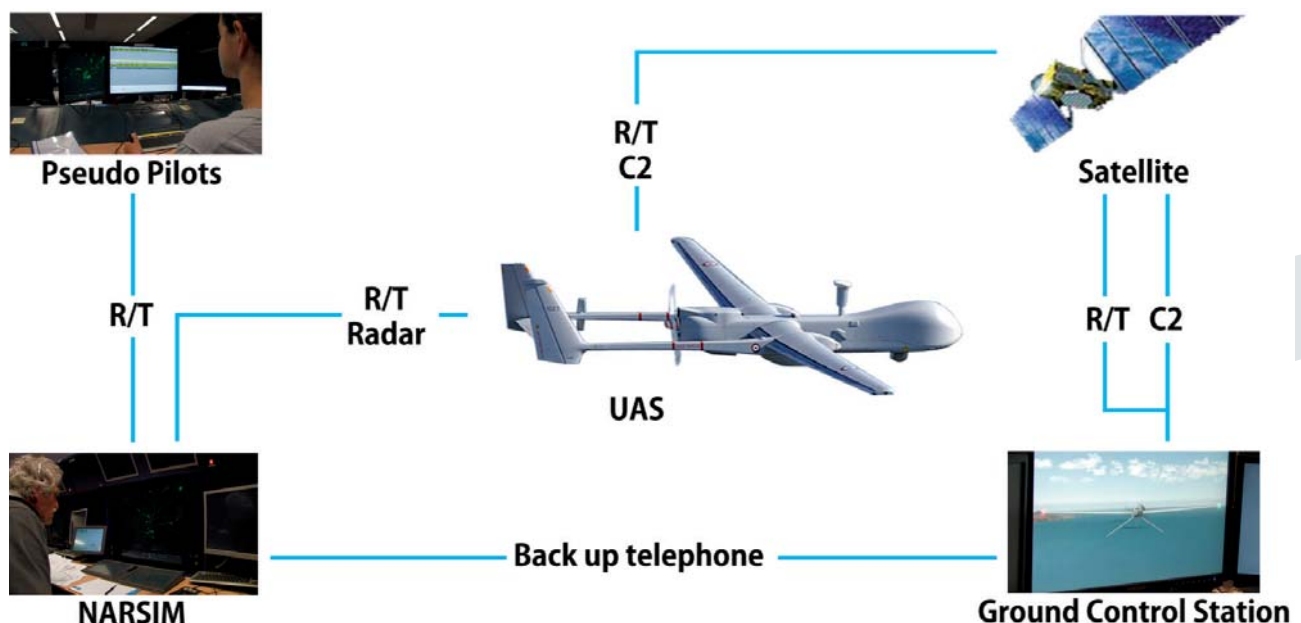 R/T
C2
Pseudo Pilots
Satellite
R/T
R/T
Radar
R/T C2
UAS
Back up telephone
NARSIM
Ground Control Station